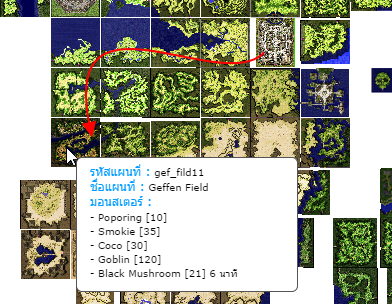 รหัสแผนที่ : gef_fild11
ชื่อแผนที่ : Geffen Field
มอนสเตอร์ :
- Poporing [10]
- Smokie [35]
- Coco [30]
- Goblin [120]
- Black Mushroom [21] 6 นาที